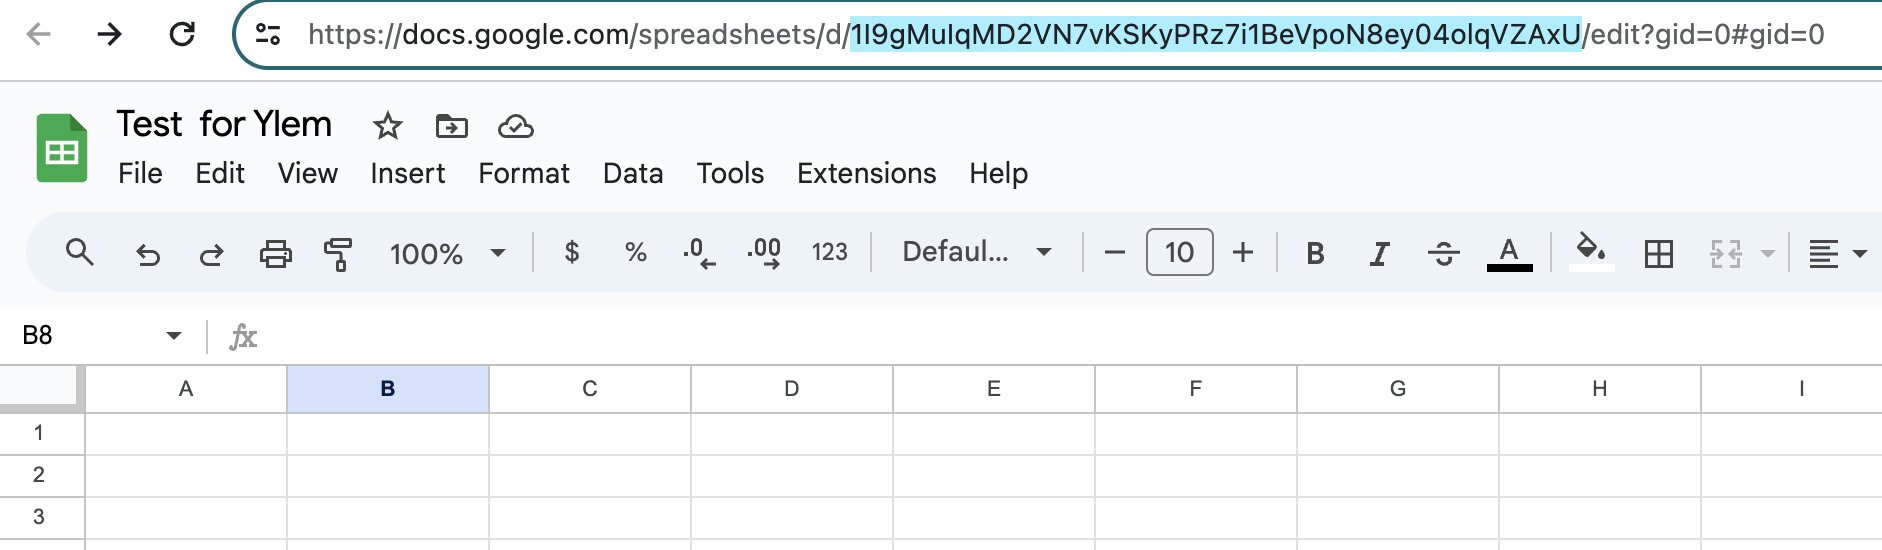 https://docs.google.com/spreadsheets/d/1I9gMuIqMD2VN7vKSKyPRz7i1BeVpoN8ey04oIqVZAxU/edit?gid=0#gid=0
Test for Ylem
File Edit View Insert Format Data Tools Extensions Help
100% $ % .0 .00 123 Defaul... − 10 + B I S A
B8 fx
A B C D E F G H I
1
2
3